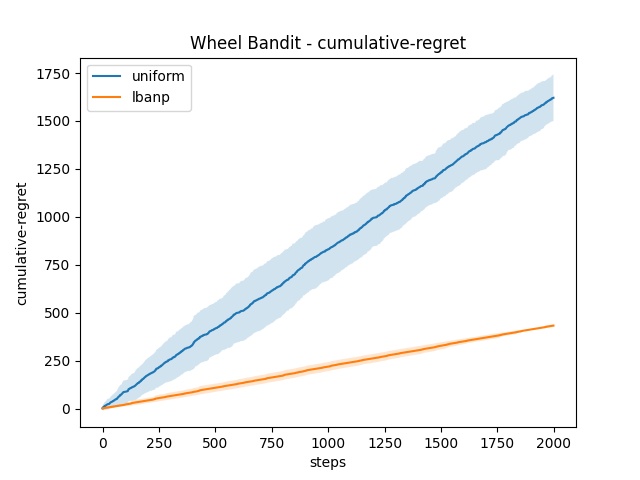 Wheel Bandit - cumulative-regret
uniform
lbanp
cumulative-regret
1750
1500
1250
1000
750
500
250
0
0 250 500 750 1000 1250 1500 1750 2000
steps